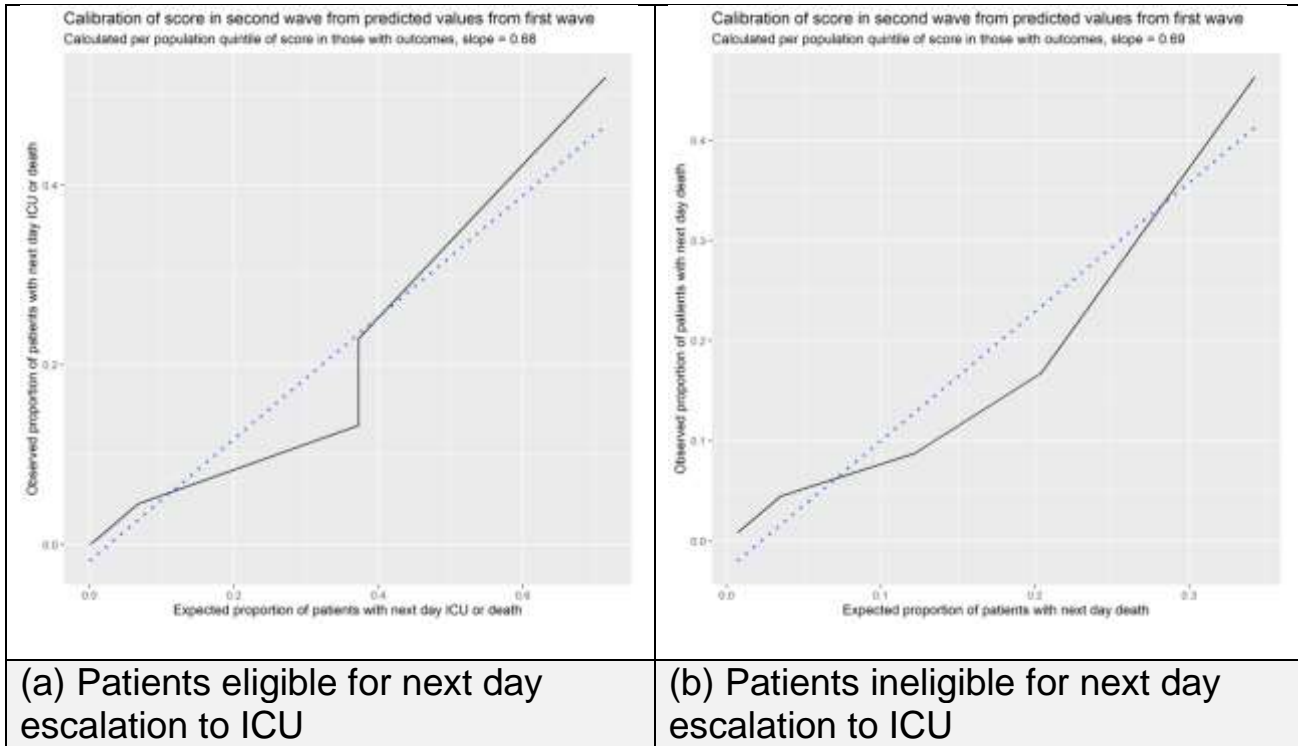 Calibration of score in second wave from predicted values from first wave
Calculated per population quintile of score in those with outcomes, slope = 0.68
Observed proportion of patients with next day ICU or death
0.4
0.2
0.0
0.0 0.2 0.4 0.6
Expected proportion of patients with next day ICU or death
Calibration of score in second wave from predicted values from first wave
Calculated per population quintile of score in those with outcomes, slope = 0.69
Observed proportion of patients with next day death
0.4
0.3
0.2
0.1
0.0
0.0 0.1 0.2 0.3
Expected proportion of patients with next day death
(a) Patients eligible for next day
escalation to ICU
(b) Patients ineligible for next day
escalation to ICU